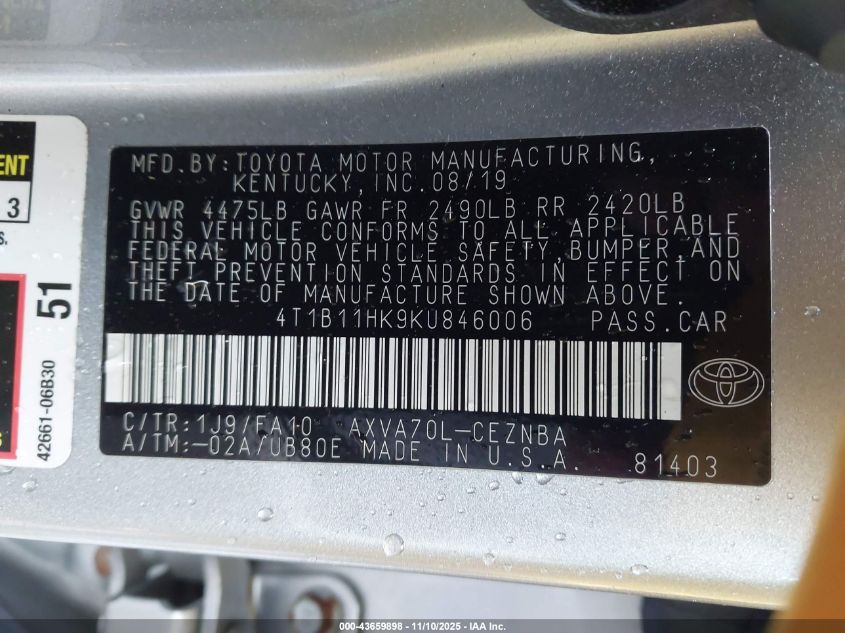 MFD.BY:TOYOTA MOTOR MANUFACTURING,
KENTUCKY,INC.08/19
GVWR 4475LB GAWR FR 2490LB RR 2420LB
THIS VEHICLE CONFORMS TO ALL APPLICABLE
FEDERAL MOTOR VEHICLE SAFETY,BUMPER,AND
THEFT PREVENTION STANDARDS IN EFFECT ON
THE DATE OF MANUFACTURE SHOWN ABOVE.
4T1B11HK9KU846006 PASS.CAR
C/TR:1J9/FA10 AXVA70L-CEZNBA
A/TM:-02A/UB80E MADE IN U.S.A. 81403
3
51
42661-06B30
000-43659898 - 11/10/2025 - IAA Inc.